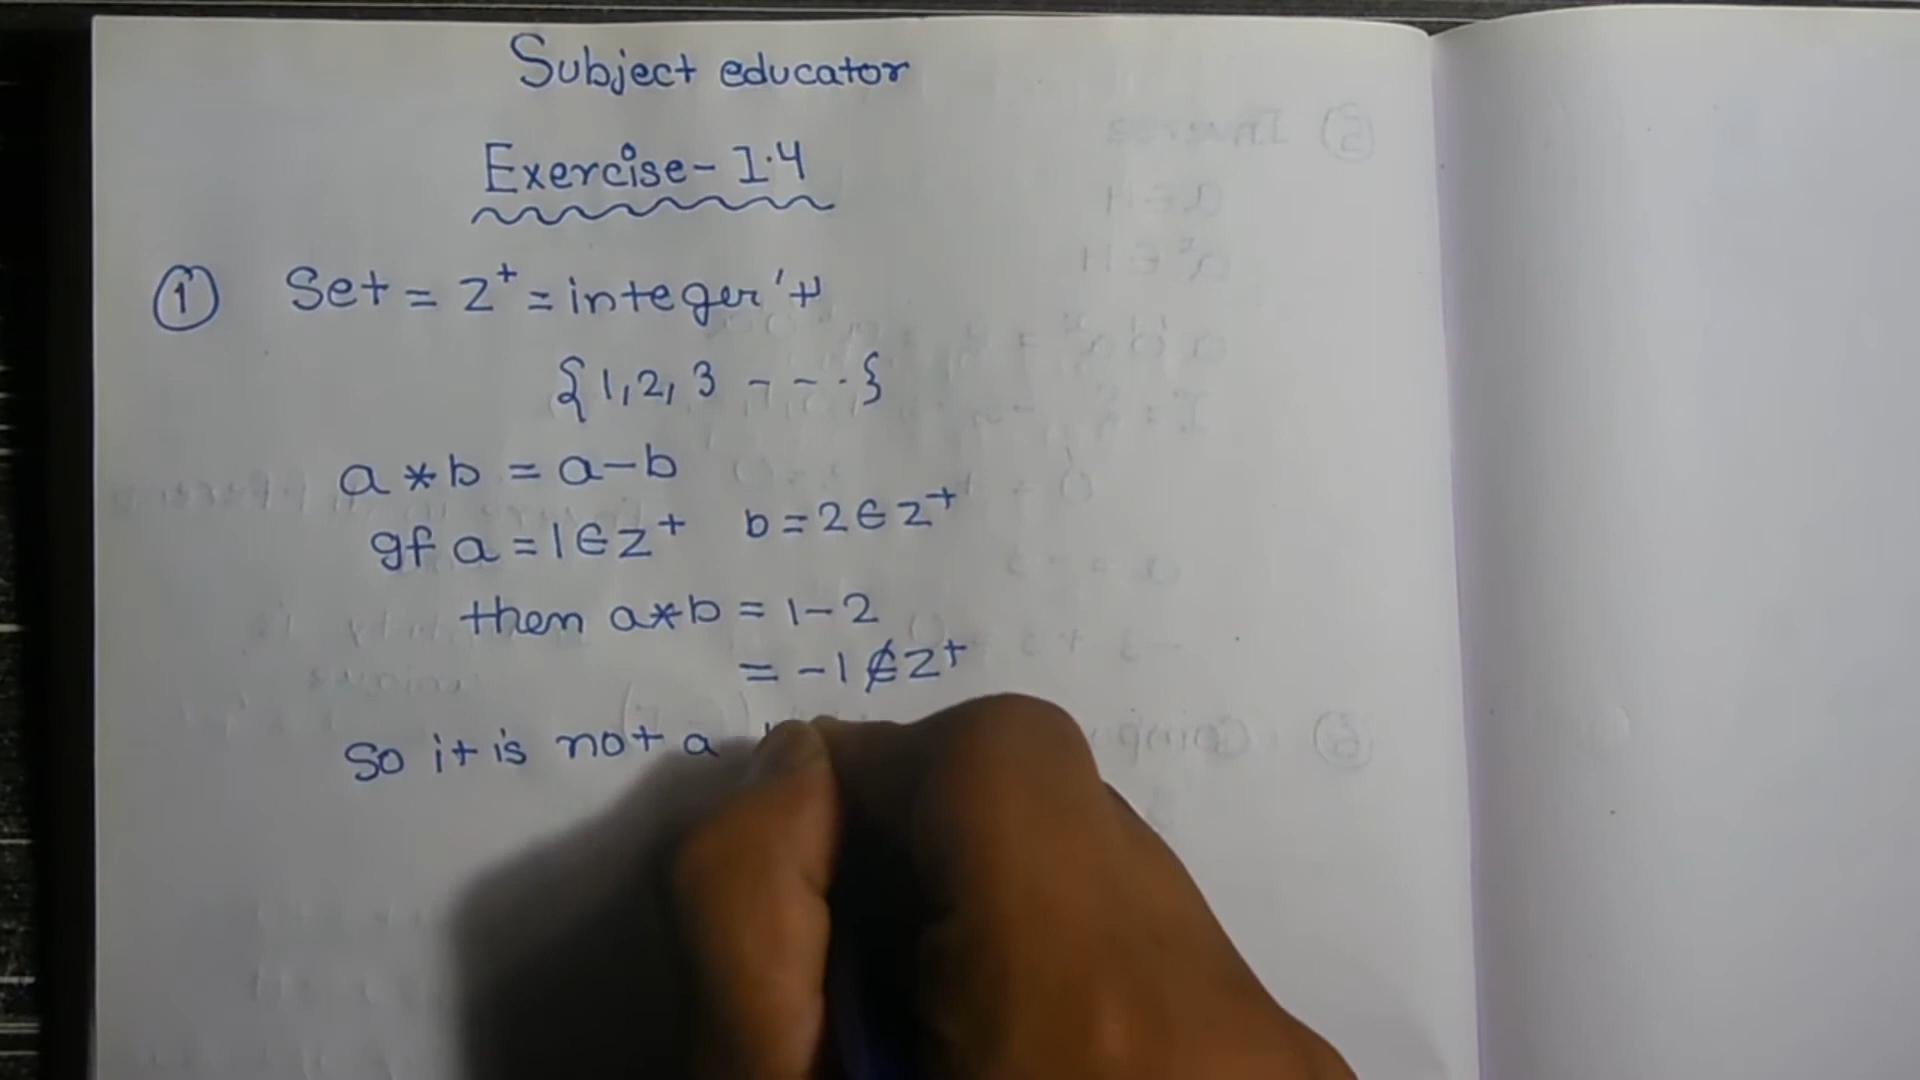 Subject educator
Exercise - 1.4
① Set = Z⁺ = integer '+'
{1, 2, 3 - - - }
a * b = a - b
If a = 1 ∈ Z⁺ b = 2 ∈ Z⁺
then a * b = 1 - 2
= -1 ∉ Z⁺
So it is not a